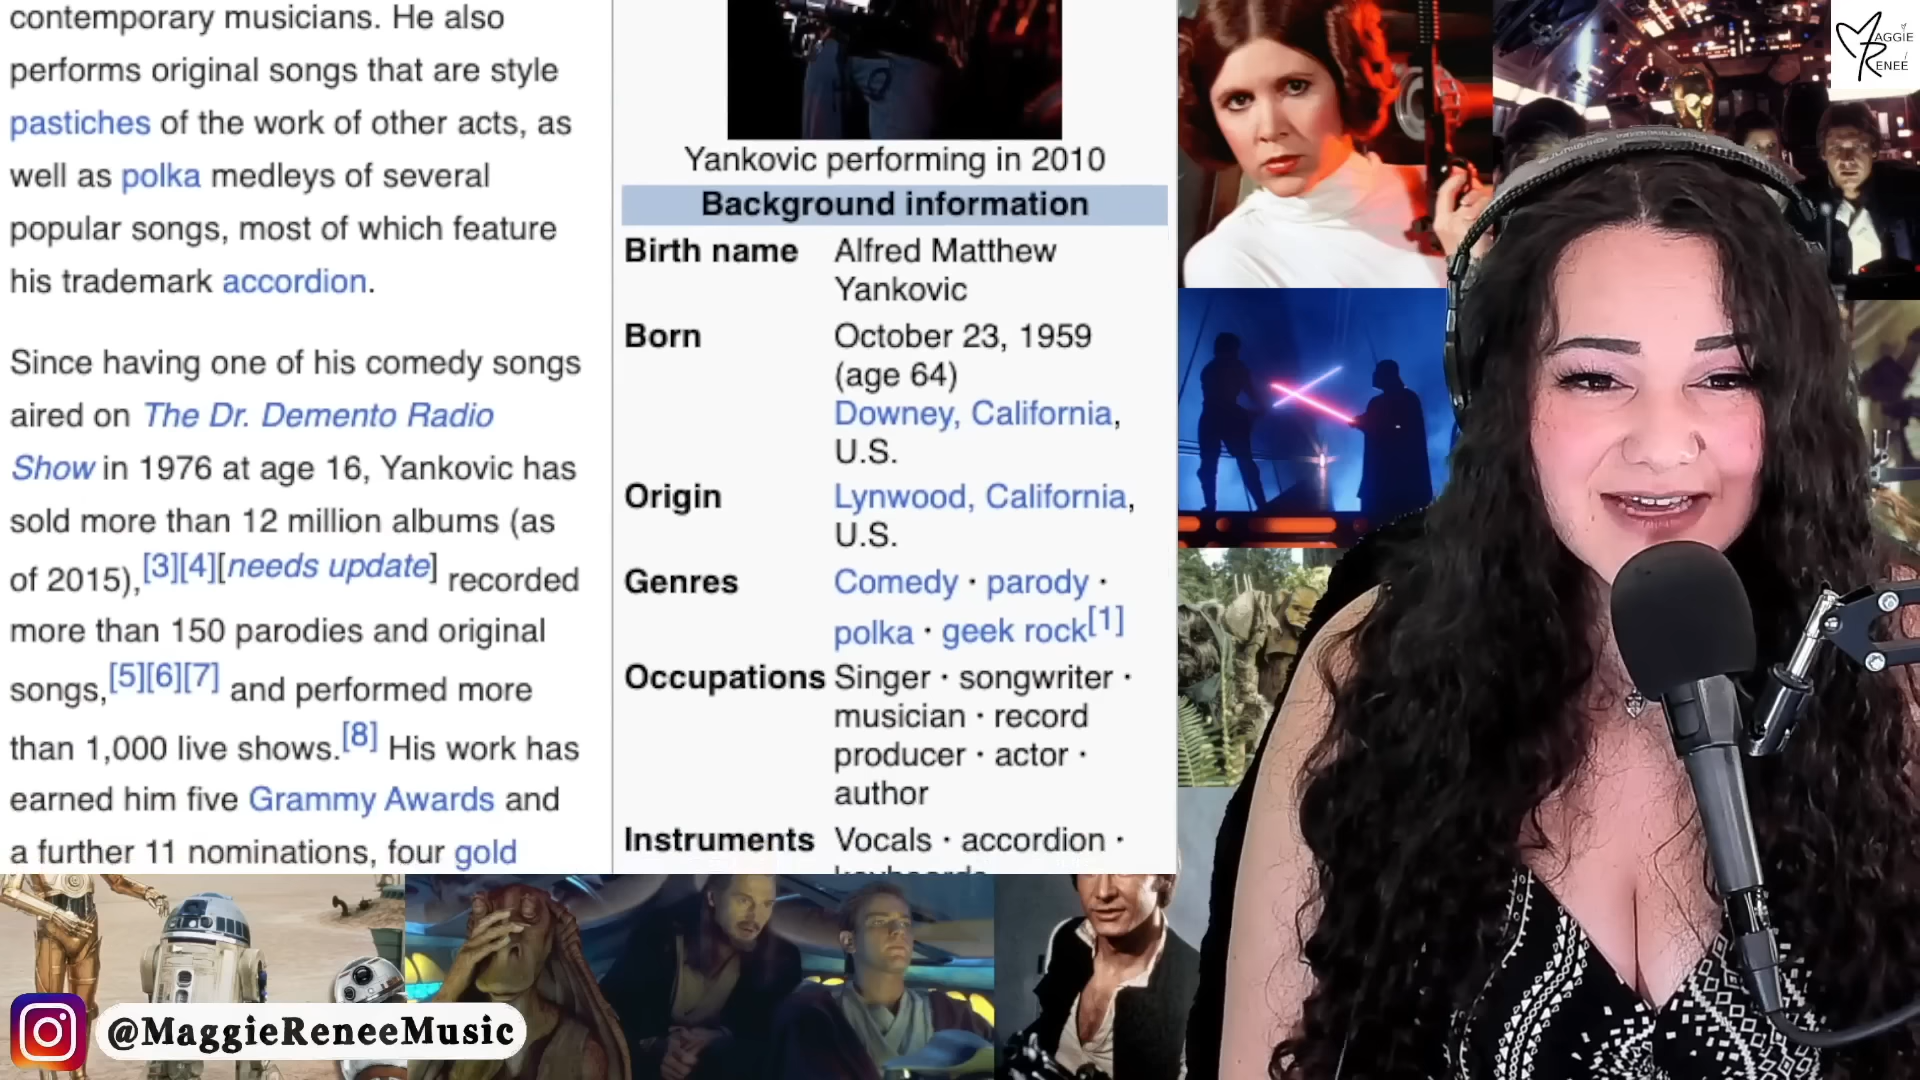 contemporary musicians. He also
performs original songs that are style
pastiches of the work of other acts, as
well as polka medleys of several
popular songs, most of which feature
his trademark accordion.
Since having one of his comedy songs
aired on The Dr. Demento Radio
Show in 1976 at age 16, Yankovic has
sold more than 12 million albums (as
of 2015),[3][4][needs update] recorded
more than 150 parodies and original
songs,[5][6][7] and performed more
than 1,000 live shows.[8] His work has
earned him five Grammy Awards and
a further 11 nominations, four gold
Yankovic performing in 2010
Background information
Birth name Alfred Matthew
Yankovic
Born October 23, 1959
(age 64)
Downey, California,
U.S.
Origin Lynwood, California,
U.S.
Genres Comedy · parody ·
polka · geek rock[1]
Occupations Singer · songwriter ·
musician · record
producer · actor ·
author
Instruments Vocals · accordion ·
MAGGIE
RENEÉ
@MaggieReneeMusic